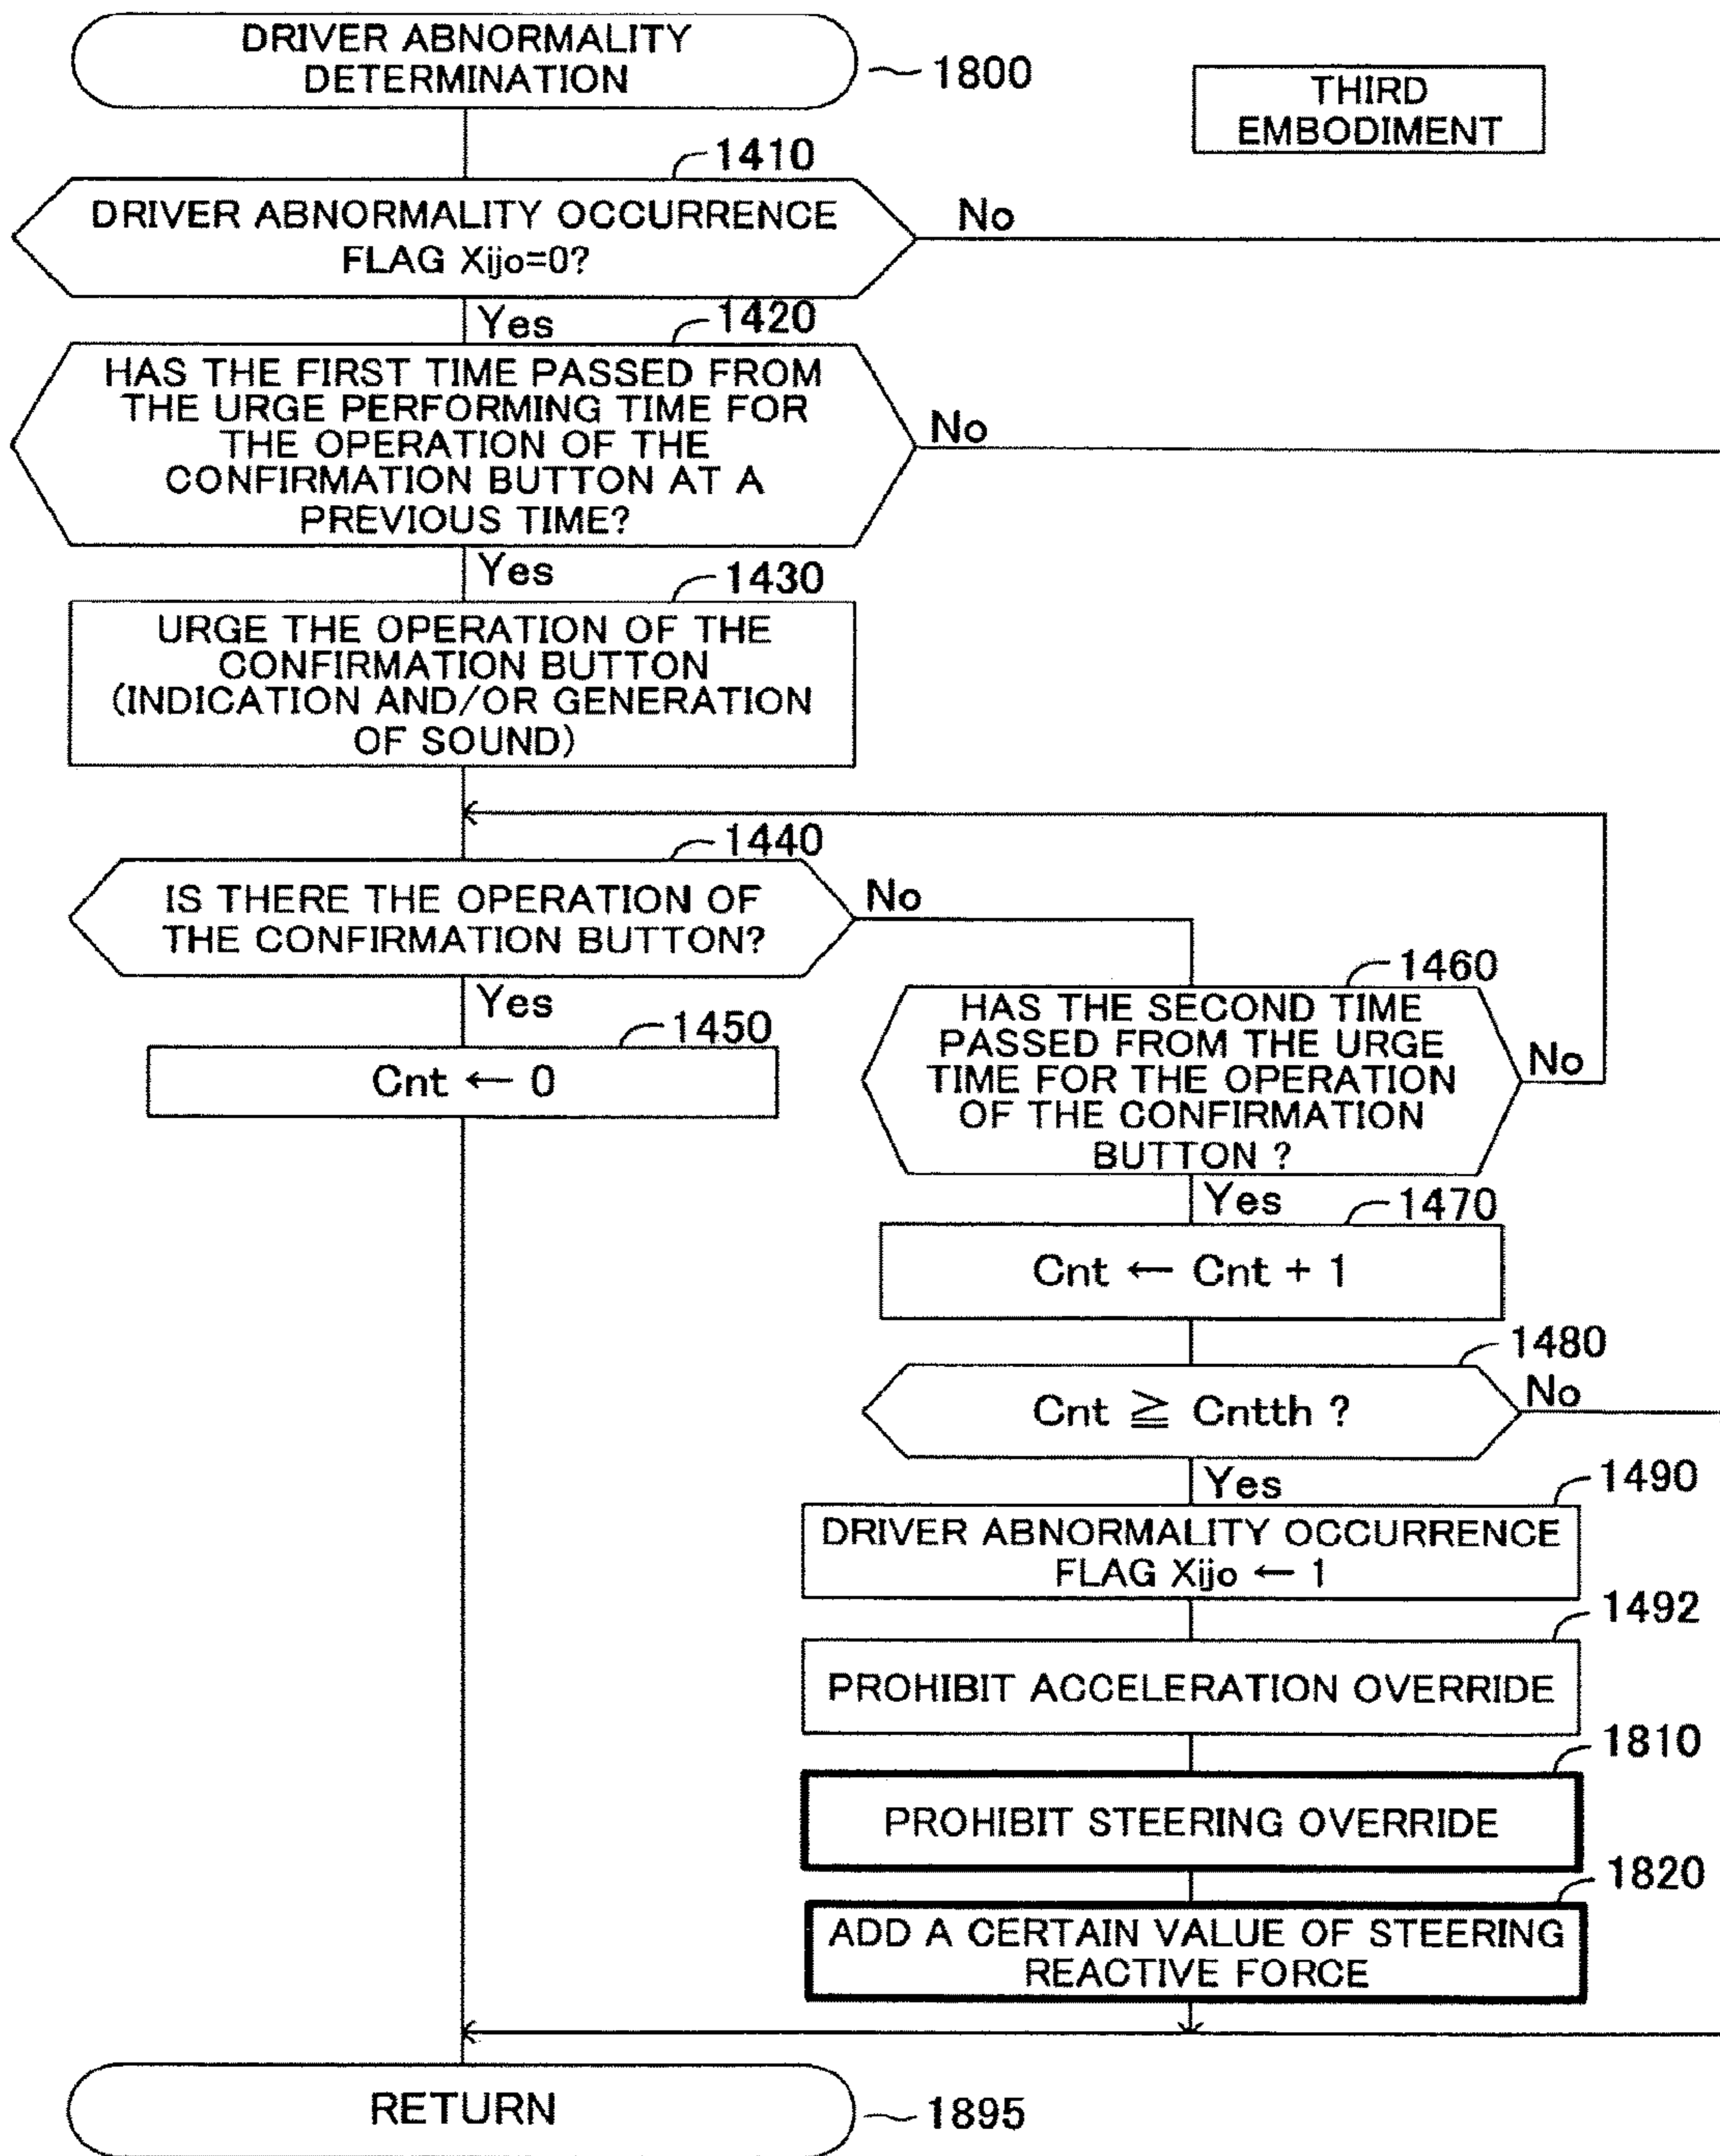 DRIVER ABNORMALITY
DETERMINATION
1800
THIRD
EMBODIMENT
1410
DRIVER ABNORMALITY OCCURRENCE
FLAG Xijo=0?
No
Yes
1420
HAS THE FIRST TIME PASSED FROM
THE URGE PERFORMING TIME FOR
THE OPERATION OF THE
CONFIRMATION BUTTON AT A
PREVIOUS TIME?
No
Yes
1430
URGE THE OPERATION OF THE
CONFIRMATION BUTTON
(INDICATION AND/OR GENERATION
OF SOUND)
1440
IS THERE THE OPERATION OF
THE CONFIRMATION BUTTON?
No
Yes
1450
Cnt ← 0
1460
HAS THE SECOND TIME
PASSED FROM THE URGE
TIME FOR THE OPERATION
OF THE CONFIRMATION
BUTTON ?
No
Yes
1470
Cnt ← Cnt + 1
1480
Cnt ≧ Cntth ?
No
Yes
1490
DRIVER ABNORMALITY OCCURRENCE
FLAG Xijo ← 1
1492
PROHIBIT ACCELERATION OVERRIDE
1810
PROHIBIT STEERING OVERRIDE
1820
ADD A CERTAIN VALUE OF STEERING
REACTIVE FORCE
RETURN
1895